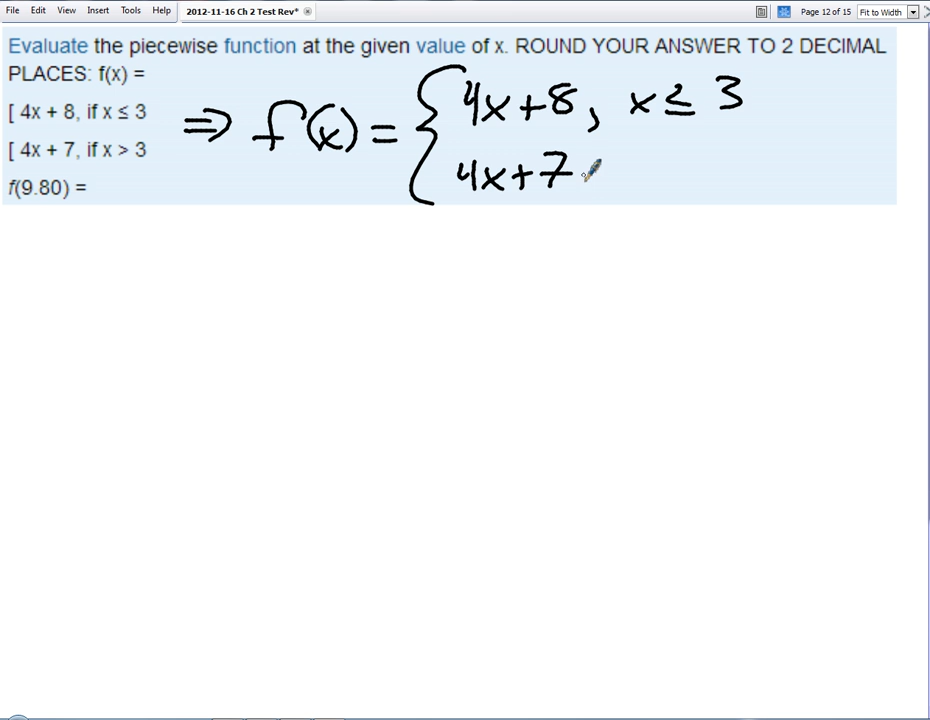 File Edit View Insert Tools Help 2012-11-16 Ch 2 Test Rev* Page 12 of 15 Fit to Width
Evaluate the piecewise function at the given value of x. ROUND YOUR ANSWER TO 2 DECIMAL
PLACES: f(x) =
[ 4x + 8, if x ≤ 3
[ 4x + 7, if x > 3
f(9.80) =
⇒ f(x) = { 4x+8, x ≤ 3
4x+7